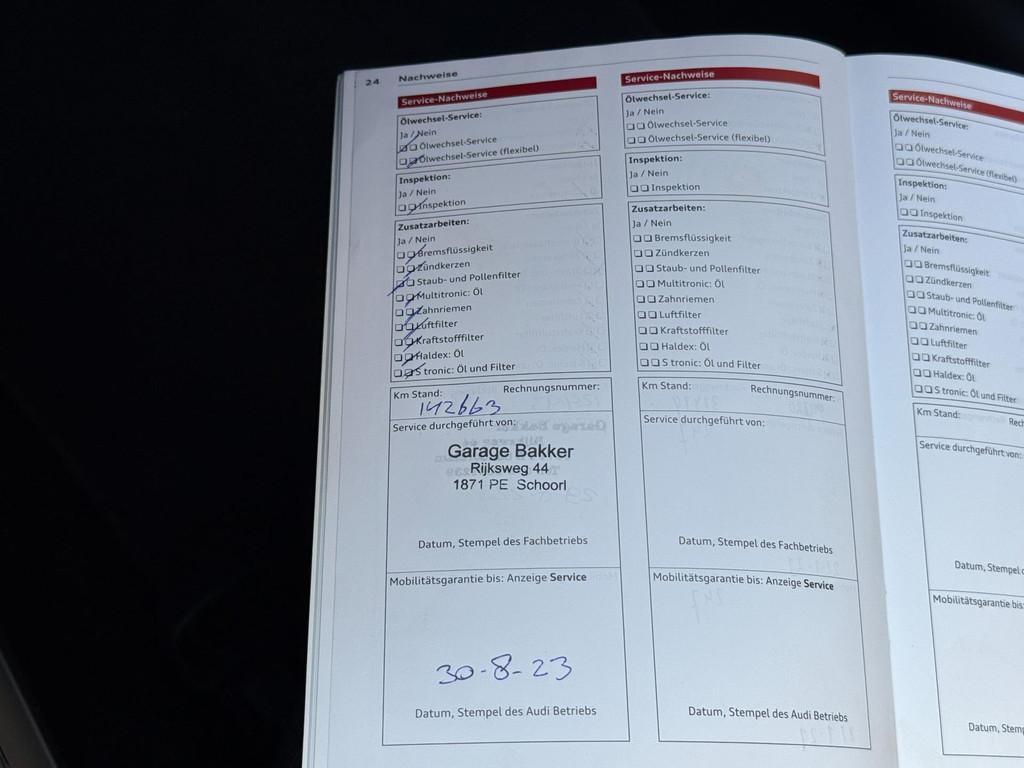 24 Nachweise
Service-Nachweise
Ölwechsel-Service:
Ja / Nein
Ölwechsel-Service
Ölwechsel-Service (flexibel)
Inspektion:
Ja / Nein
Inspektion
Zusatzarbeiten:
Ja / Nein
Bremsflüssigkeit
Zündkerzen
Staub- und Pollenfilter
Multitronic: Öl
Zahnriemen
Luftfilter
Kraftstofffilter
Haldex: Öl
S tronic: Öl und Filter
Km Stand: Rechnungsnummer:
142663
Service durchgeführt von:
Garage Bakker
Rijksweg 44
1871 PE Schoorl
Datum, Stempel des Fachbetriebs
Mobilitätsgarantie bis: Anzeige Service
30-8-23
Datum, Stempel des Audi Betriebs
Service-Nachweise
Ölwechsel-Service:
Ja / Nein
Ölwechsel-Service
Ölwechsel-Service (flexibel)
Inspektion:
Ja / Nein
Inspektion
Zusatzarbeiten:
Ja / Nein
Bremsflüssigkeit
Zündkerzen
Staub- und Pollenfilter
Multitronic: Öl
Zahnriemen
Luftfilter
Kraftstofffilter
Haldex: Öl
S tronic: Öl und Filter
Km Stand: Rechnungsnummer:
Service durchgeführt von:
Datum, Stempel des Fachbetriebs
Mobilitätsgarantie bis: Anzeige Service
Datum, Stempel des Audi Betriebs
Service-Nachweise
Ölwechsel-Service:
Ja / Nein
Ölwechsel-Service
Ölwechsel-Service (flexibel)
Inspektion:
Ja / Nein
Inspektion
Zusatzarbeiten:
Ja / Nein
Bremsflüssigkeit
Zündkerzen
Staub- und Pollenfilter
Multitronic: Öl
Zahnriemen
Luftfilter
Kraftstofffilter
Haldex: Öl
S tronic: Öl und Filter
Km Stand:
Service durchgeführt von:
Datum, Stempel
Mobilitätsgarantie bis:
Datum,